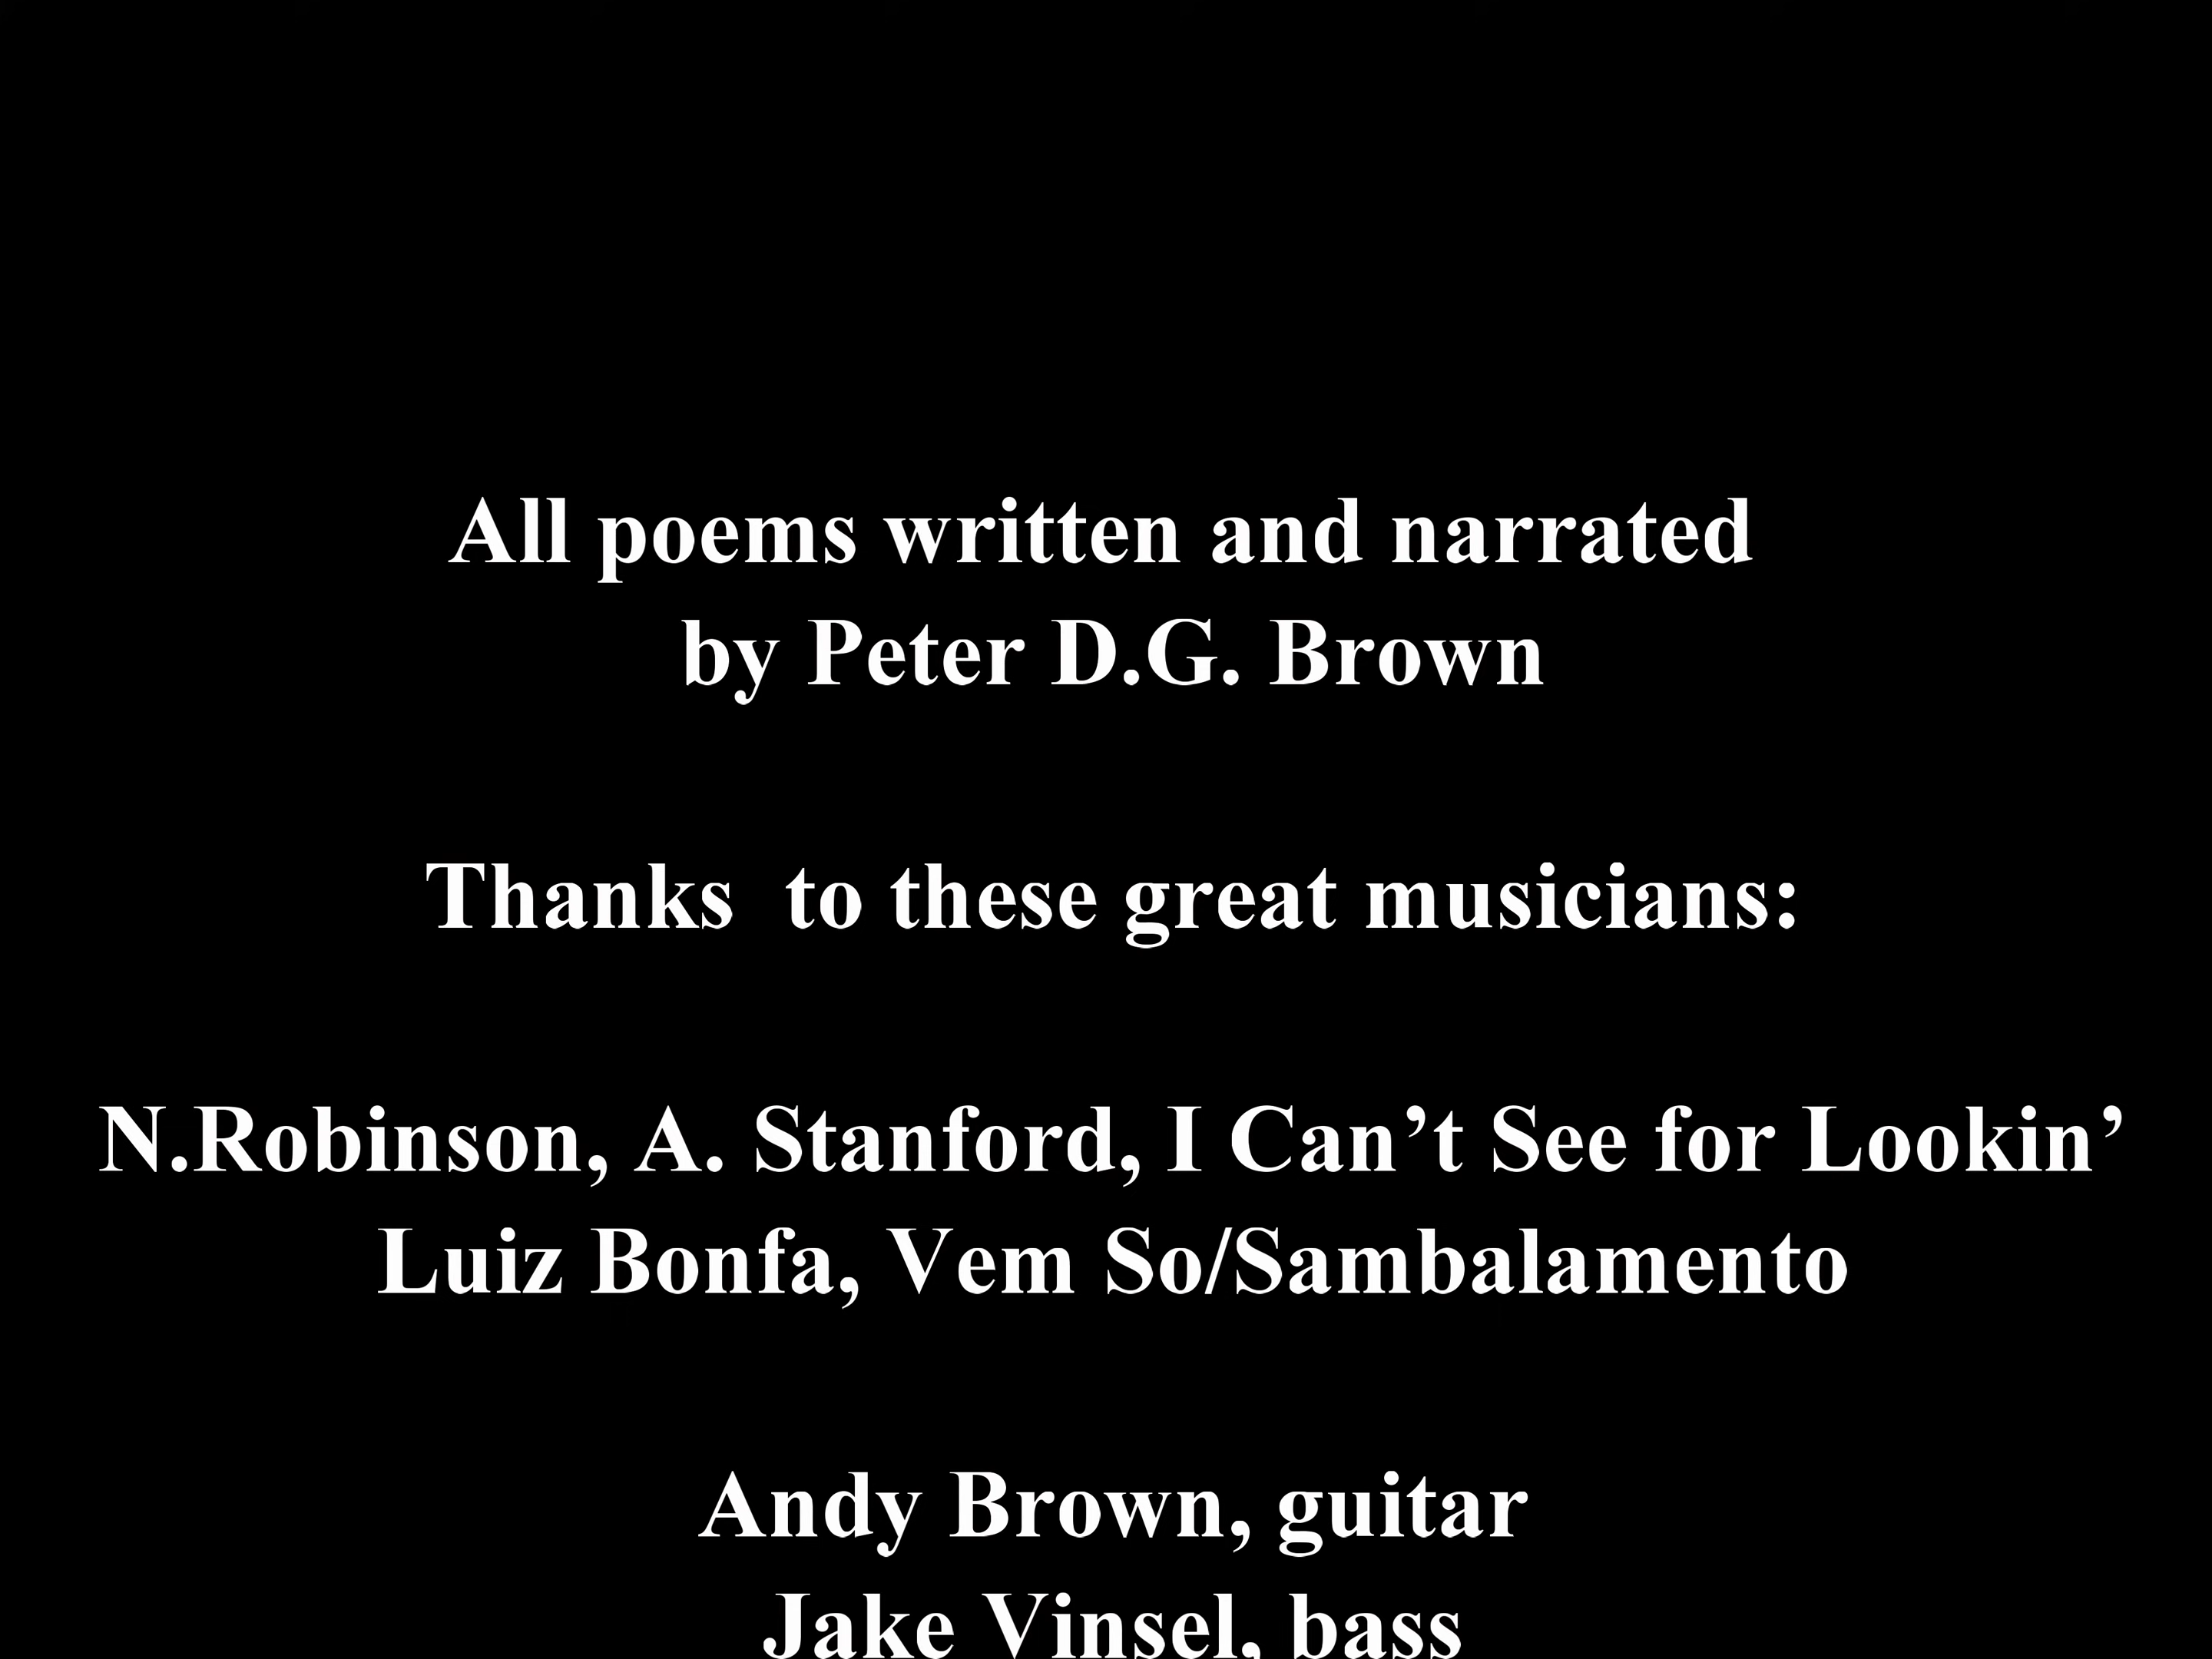 All poems written and narrated
by Peter D.G. Brown
Thanks  to these great musicians:
N.Robinson, A. Stanford, I Can’t See for Lookin’
Luiz Bonfa, Vem So/Sambalamento
Andy Brown, guitar
Jake Vinsel, bass